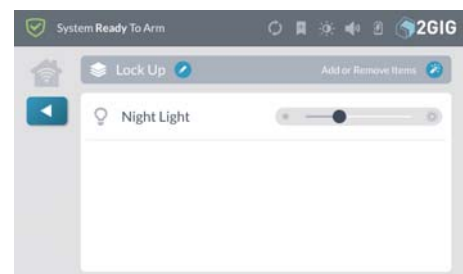 System Ready To Arm
2GIG
Lock Up
Add or Remove Items
Night Light